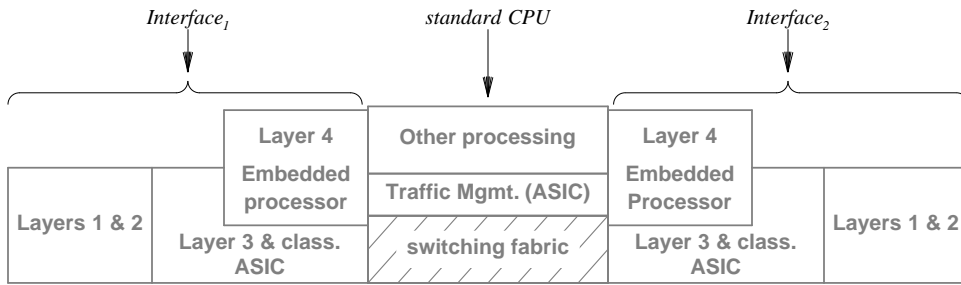 Interface1 standard CPU Interface2
Layer 4
Embedded
processor
Other processing
Layer 4
Embedded
Processor
Traffic Mgmt. (ASIC)
Layers 1 & 2
Layer 3 & class.
ASIC
switching fabric
Layer 3 & class.
ASIC
Layers 1 & 2